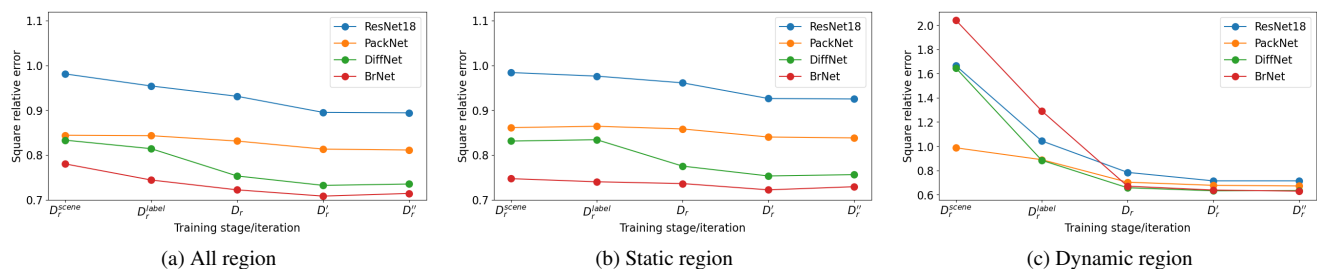 1.1
1.0
0.9
0.8
0.7
Square relative error
ResNet18
PackNet
DiffNet
BrNet
D_r^{scene} D_r^{label} D_r D_r^{'} D_r^{''}
Training stage/iteration
(a) All region
1.1
1.0
0.9
0.8
0.7
Square relative error
ResNet18
PackNet
DiffNet
BrNet
D_r^{scene} D_r^{label} D_r D_r^{'} D_r^{''}
Training stage/iteration
(b) Static region
2.0
1.8
1.6
1.4
1.2
1.0
0.8
0.6
Square relative error
ResNet18
PackNet
DiffNet
BrNet
D_r^{scene} D_r^{label} D_r D_r^{'} D_r^{''}
Training stage/iteration
(c) Dynamic region